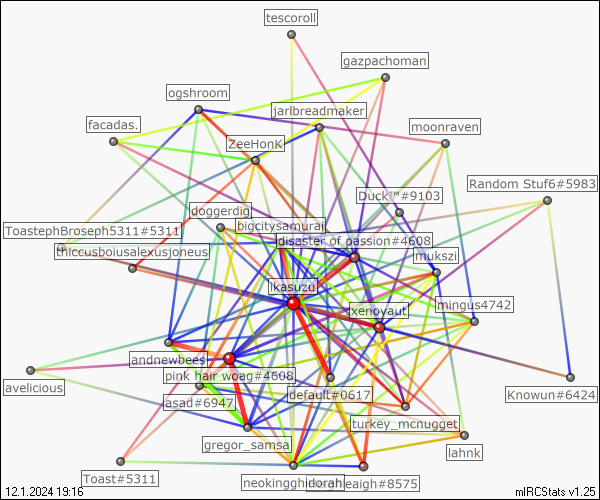 tescoroll
gazpachoman
ogshroom
jarlbreadmaker
facadas.
moonraven
ZeeHonk
Random Stuf6#5983
Duck™#9103
doggerdig
bigcitysamurai
ToastephBroseph5311#5311
disaster of passion#4608
thiccusboiusalexusjoneus
mukszi
ikasuzu
mingus4742
xenoyaut
andnewbees
pink hair woag#4608
avelicious
default#0617
Knowun#6424
asad#6947
turkey_mcnugget
gregor_samsa
lahnk
Toast#5311
neokingghidorah
leaigh#8575
12.1.2024 19:16
mIRCStats v1.25